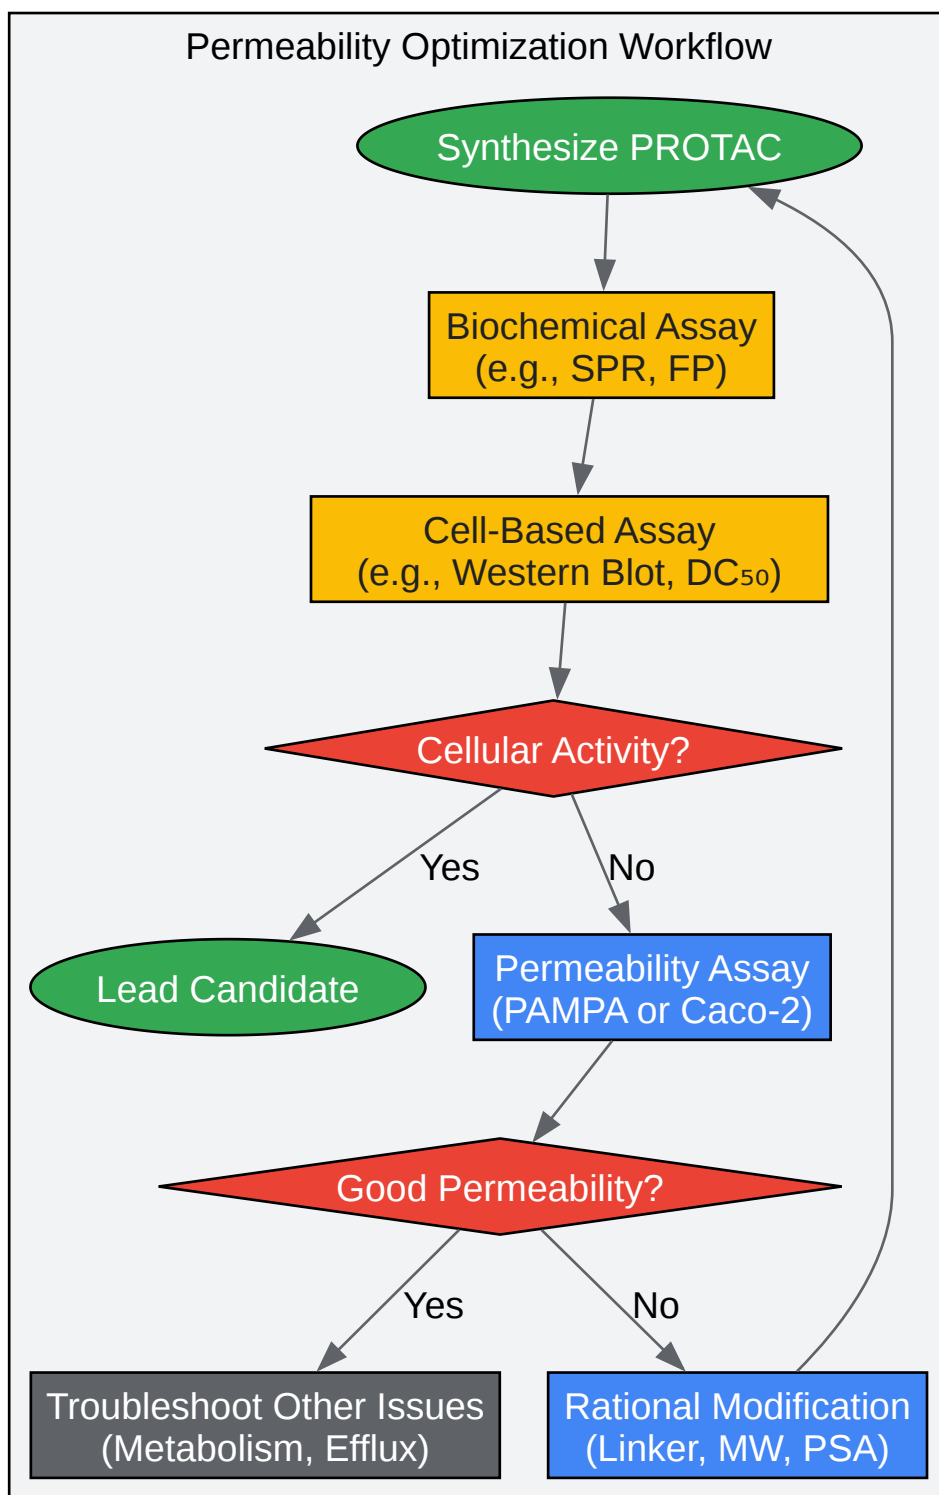 Permeability Optimization Workflow
Synthesize PROTAC
Biochemical Assay
(e.g., SPR, FP)
Cell-Based Assay
(e.g., Western Blot, DC₅₀)
Cellular Activity?
Yes
No
Lead Candidate
Permeability Assay
(PAMPA or Caco-2)
Good Permeability?
Yes
No
Troubleshoot Other Issues
(Metabolism, Efflux)
Rational Modification
(Linker, MW, PSA)